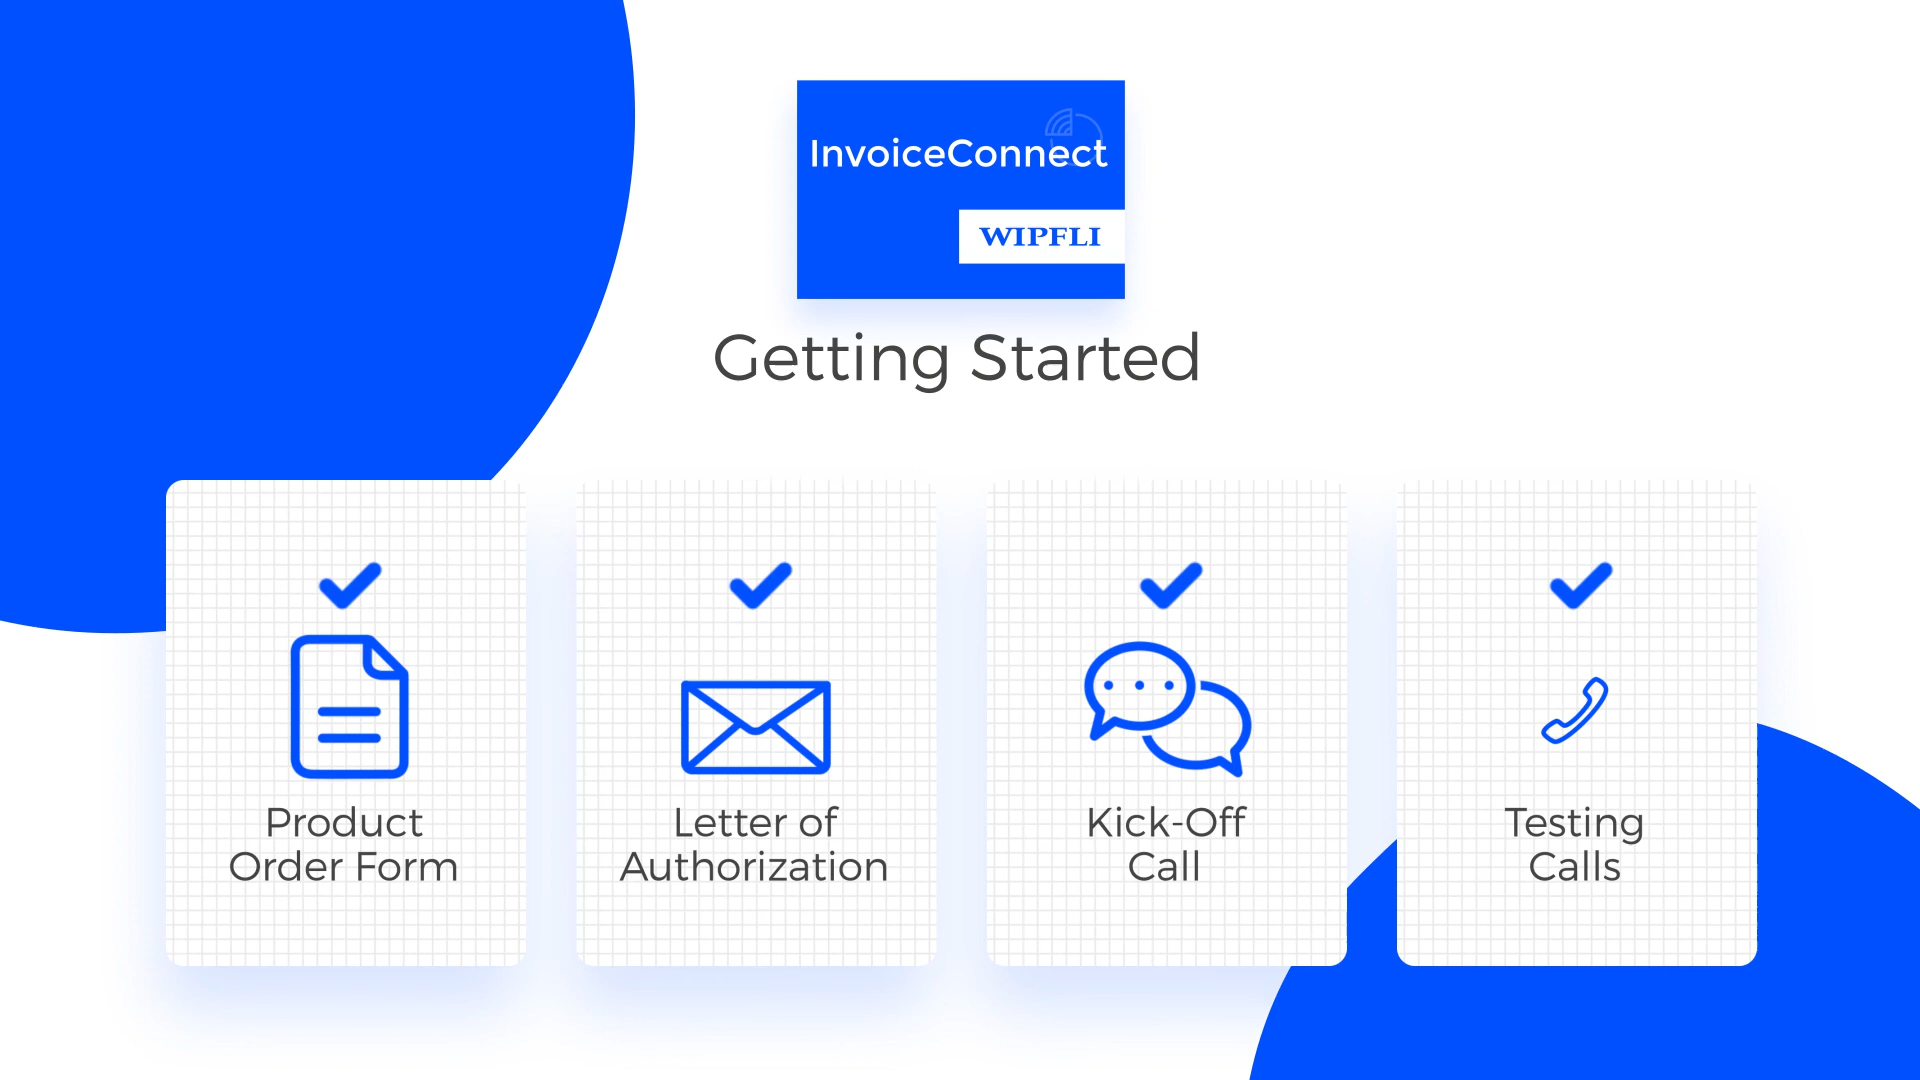 InvoiceConnect
WIPFLI
Getting Started
Product
Order Form
Letter of
Authorization
Kick-Off
Call
Testing
Calls